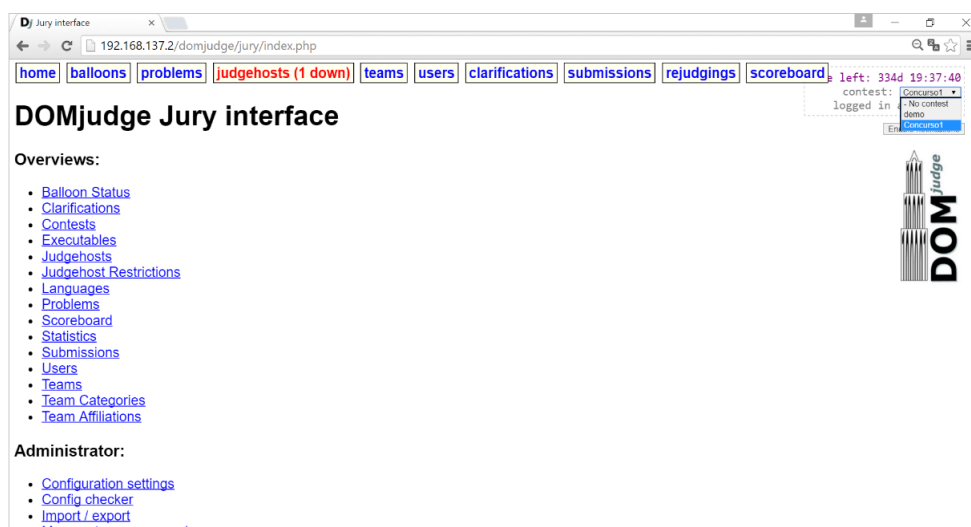 Dj Jury interface
192.168.137.2/domjudge/jury/index.php
home balloons problems judgehosts (1 down) teams users clarifications submissions rejudgings scoreboard
left: 334d 19:37:40
contest: Concurso1
logged in
- No contest
demo
Concurso1
DOMjudge Jury interface
DOMjudge
Overviews:
Balloon Status
Clarifications
Contests
Executables
Judgehosts
Judgehost Restrictions
Languages
Problems
Scoreboard
Statistics
Submissions
Users
Teams
Team Categories
Team Affiliations
Administrator:
Configuration settings
Config checker
Import / export